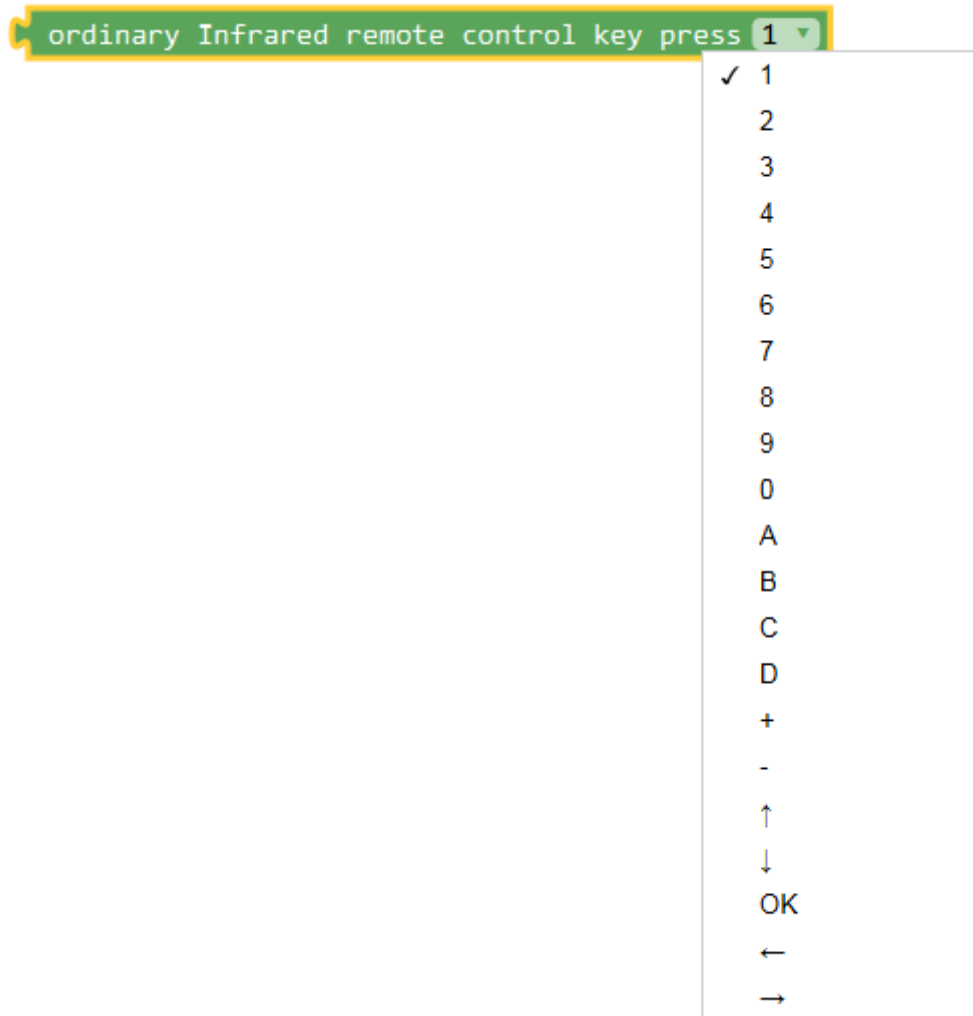 ordinary Infrared remote control key press 1 ▼
✓ 1
2
3
4
5
6
7
8
9
0
A
B
C
D
+
-
↑
↓
OK
←
→